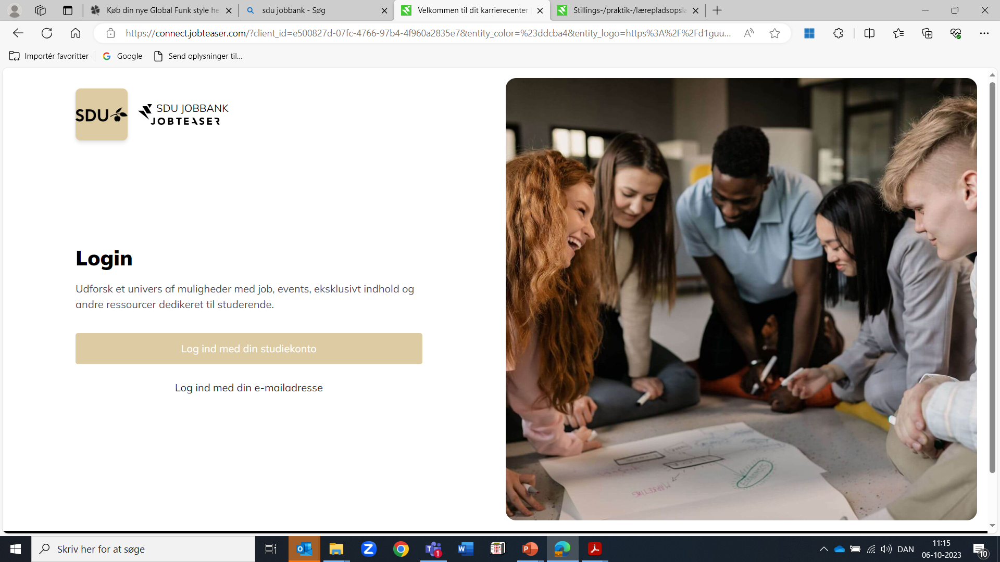 Køb din nye Global Funk style he
sdu jobbank - Søg
Velkommen til dit karrierecenter
Stillings-/praktik-/lærepladsopsla
https://connect.jobteaser.com/?client_id=e500827d-07fc-4766-97b4-4f960a2835e7&entity_color=%23ddcba4&entity_logo=https%3A%2F%2Fd1guu...
Importér favoritter
Google
Send oplysninger til...
SDU
SDU JOBBANK
JOBTEASER
Login
Udforsk et univers af muligheder med job, events, eksklusivt indhold og
andre ressourcer dedikeret til studerende.
Log ind med din studiekonto
Log ind med din e-mailadresse
MARKETING
Skriv her for at søge
1
DAN
11:15
06-10-2023
10